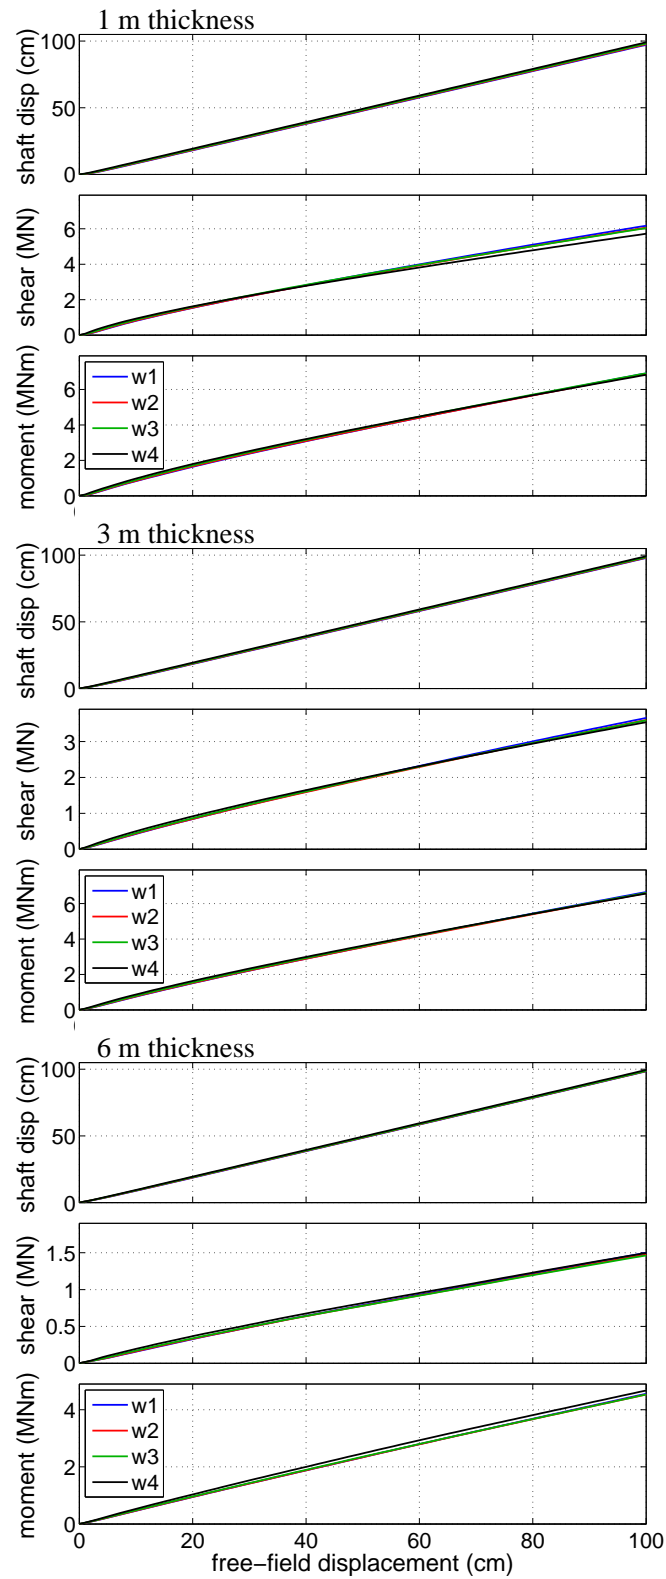 1 m thickness
shaft disp (cm)
100
50
0
shear (MN)
6
4
2
0
moment (MNm)
6
4
2
0
w1
w2
w3
w4
3 m thickness
shaft disp (cm)
100
50
0
shear (MN)
3
2
1
0
moment (MNm)
6
4
2
0
w1
w2
w3
w4
6 m thickness
shaft disp (cm)
100
50
0
shear (MN)
1.5
1
0.5
0
moment (MNm)
4
2
0
w1
w2
w3
w4
0 20 40 60 80 100
free−field displacement (cm)